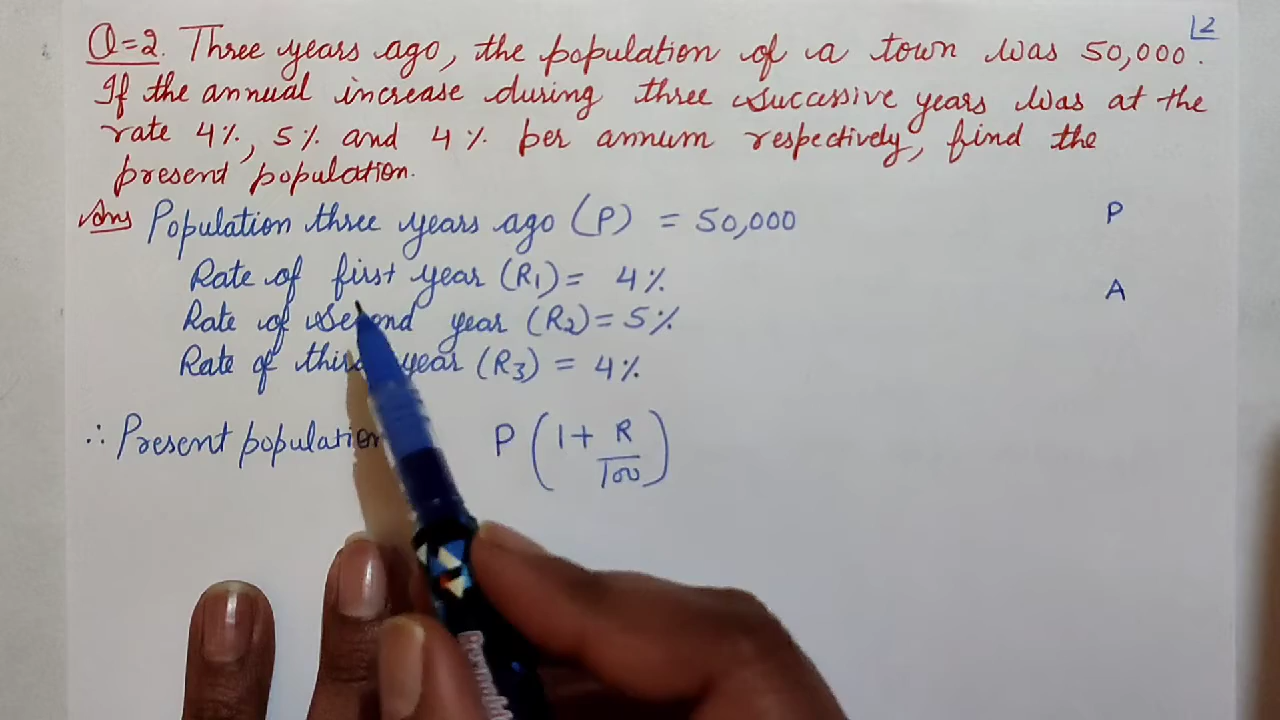 2
Q=2. Three years ago, the population of a town was 50,000.
If the annual increase during three successive years was at the
rate 4%, 5% and 4% per annum respectively, find the
present population.
Ans Population three years ago (P) = 50,000
P
Rate of first year (R1) = 4%
A
Rate of second year (R2) = 5%
Rate of third year (R3) = 4%
∴ Present population P (1 + R/100)